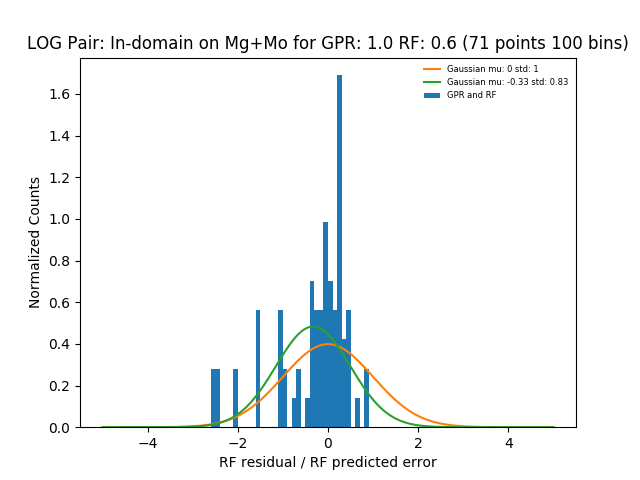 LOG Pair: In-domain on Mg+Mo for GPR: 1.0 RF: 0.6 (71 points 100 bins)
Gaussian mu: 0 std: 1
Gaussian mu: -0.33 std: 0.83
GPR and RF
Normalized Counts
1.6
1.4
1.2
1.0
0.8
0.6
0.4
0.2
0.0
−4
−2
0
2
4
RF residual / RF predicted error